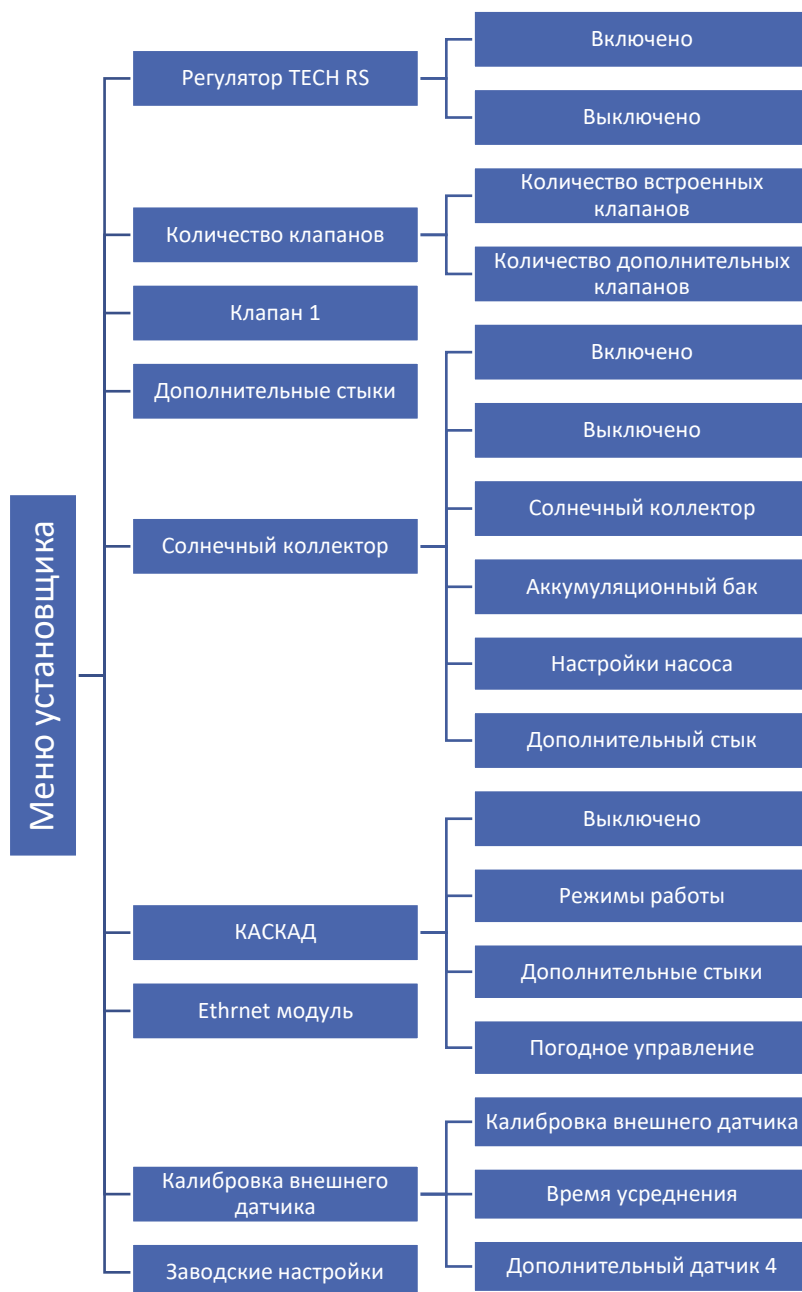 Меню установщика
Регулятор TECH RS
Включено
Выключено
Количество клапанов
Количество встроенных
клапанов
Количество дополнительных
клапанов
Клапан 1
Дополнительные стыки
Солнечный коллектор
Включено
Выключено
Солнечный коллектор
Аккумуляционный бак
Настройки насоса
Дополнительный стык
КАСКАД
Выключено
Режимы работы
Дополнительные стыки
Погодное управление
Ethrnet модуль
Калибровка внешнего
датчика
Калибровка внешнего датчика
Время усреднения
Дополнительный датчик 4
Заводские настройки